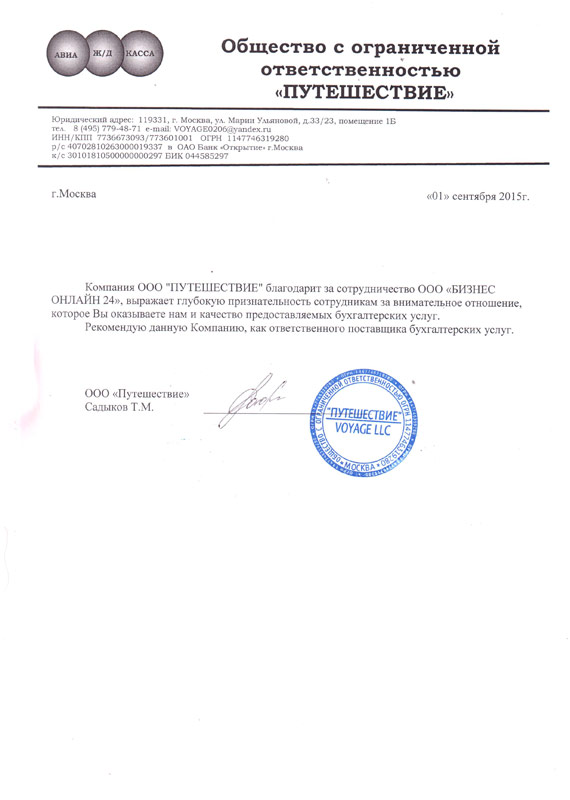 АВИА Ж/Д КАССА
Общество с ограниченной
ответственностью
«ПУТЕШЕСТВИЕ»
Юридический адрес: 119331, г. Москва, ул. Марии Ульяновой, д.33/23, помещение 1Б
тел. 8 (495) 779-48-71 e-mail: VOYAGE0206@yandex.ru
ИНН/КПП 7736673093/773601001 ОГРН 1147746319280
р/с 40702810263000019337 в ОАО Банк «Открытие» г.Москва
к/с 30101810500000000297 БИК 044585297
г.Москва
«01» сентября 2015г.
Компания ООО "ПУТЕШЕСТВИЕ" благодарит за сотрудничество ООО «БИЗНЕС
ОНЛАЙН 24», выражает глубокую признательность сотрудникам за внимательное отношение,
которое Вы оказываете нам и качество предоставляемых бухгалтерских услуг.
Рекомендую данную Компанию, как ответственного поставщика бухгалтерских услуг.
ООО «Путешествие»
Садыков Т.М.
ОБЩЕСТВО С ОГРАНИЧЕННОЙ ОТВЕТСТВЕННОСТЬЮ ОГРН 1147746319280
"ПУТЕШЕСТВИЕ"
VOYAGE LLC
* МОСКВА *